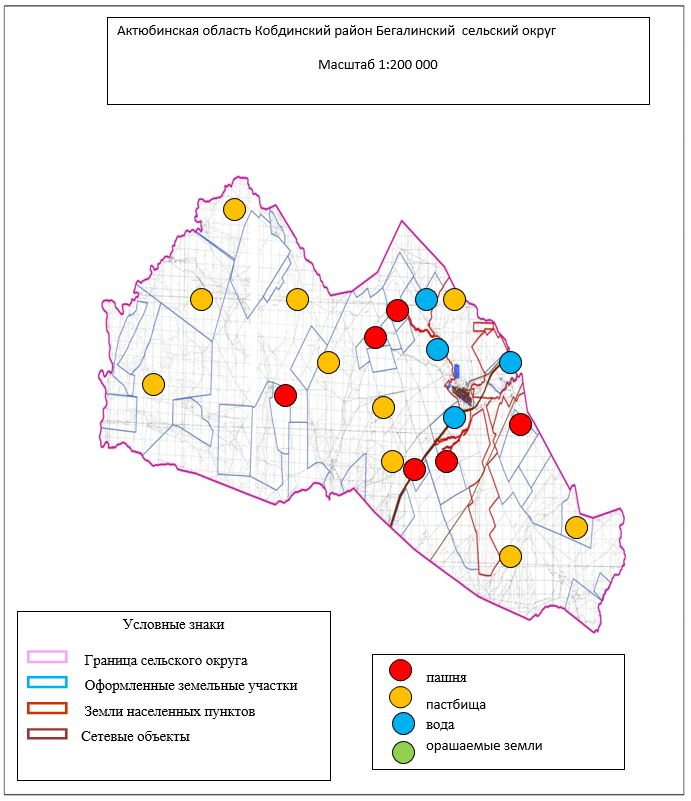 Актюбинская область Кобдинский район Бегалинский сельский округ
Масштаб 1:200 000
Условные знаки
Граница сельского округа
Оформленные земельные участки
Земли населенных пунктов
Сетевые объекты
пашня
пастбища
вода
орашаемые земли